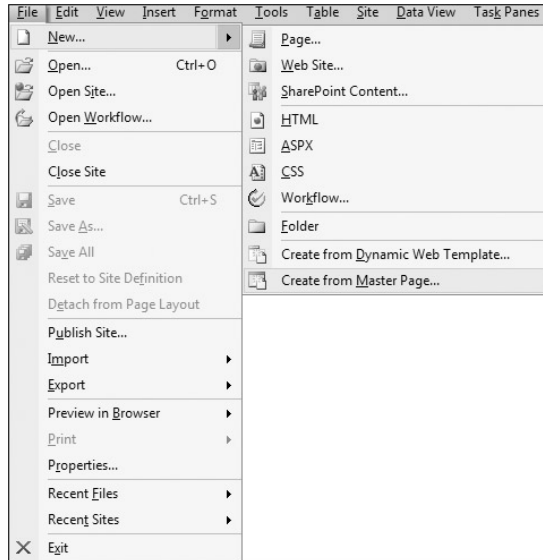 File Edit View Insert Format Tools Table Site Data View Task Panes
New...
Open... Ctrl+O
Open Site...
Open Workflow...
Close
Close Site
Save Ctrl+S
Save As...
Save All
Reset to Site Definition
Detach from Page Layout
Publish Site...
Import
Export
Preview in Browser
Print
Properties...
Recent Files
Recent Sites
Exit
Page...
Web Site...
SharePoint Content...
HTML
ASPX
CSS
Workflow...
Folder
Create from Dynamic Web Template...
Create from Master Page...